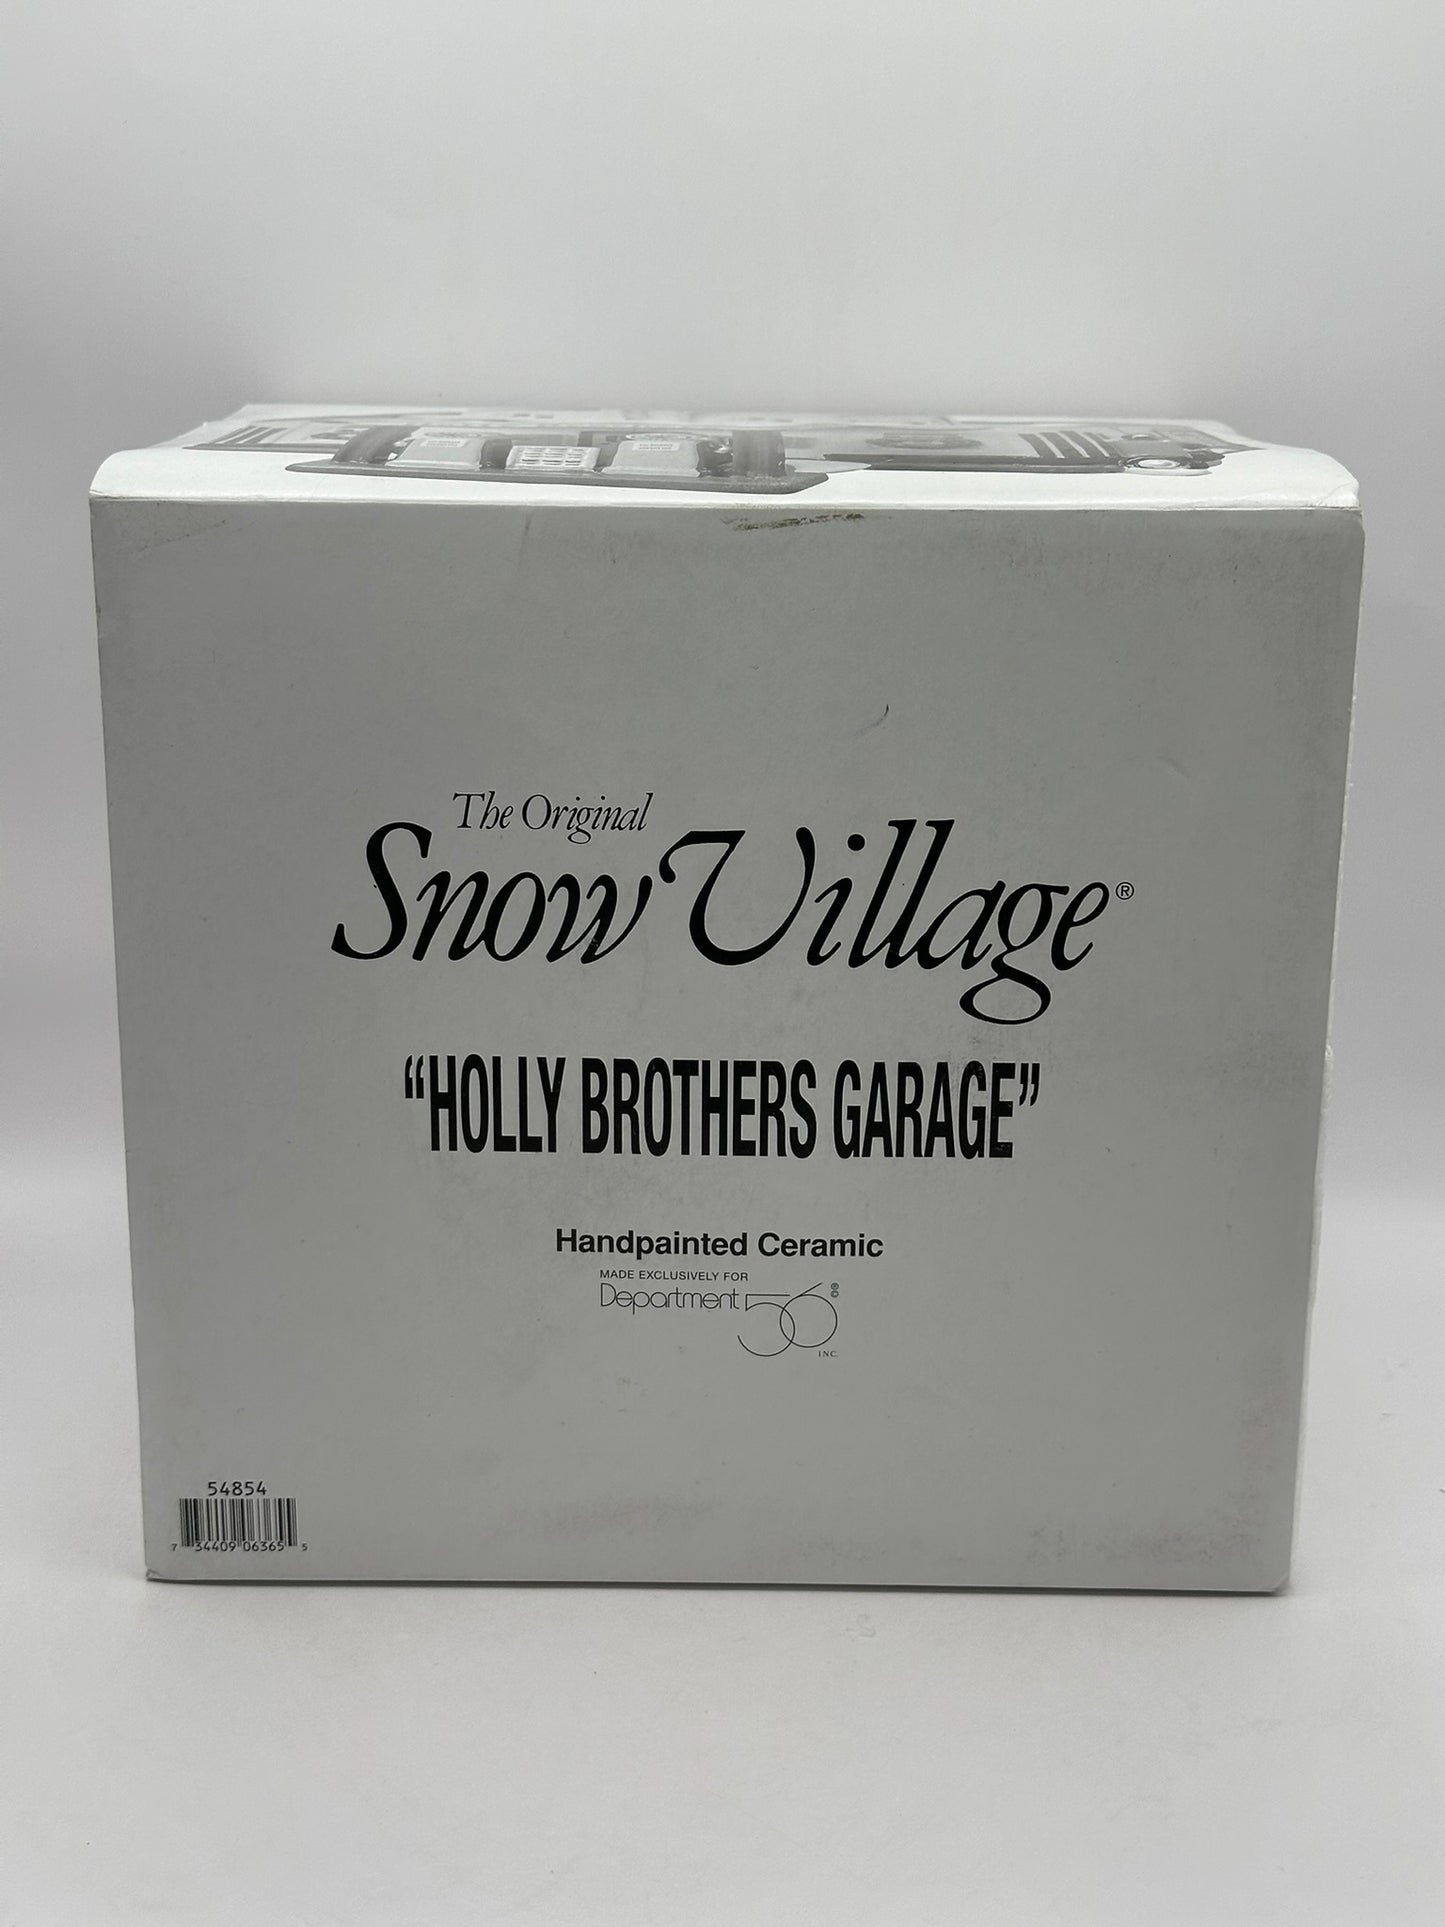 The Original
Snow Village®
“HOLLY BROTHERS GARAGE”
Handpainted Ceramic
MADE EXCLUSIVELY FOR
Department 56® ©
INC.
54854
7 34409 06365 5